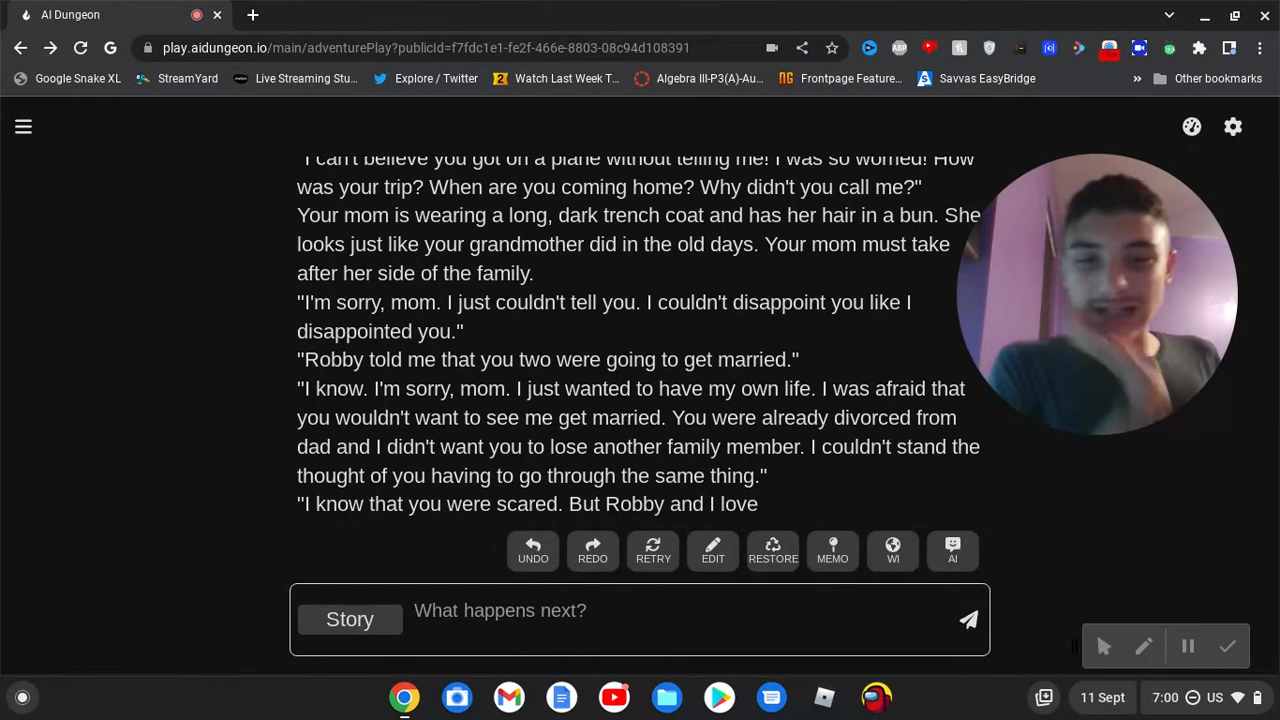 AI Dungeon
play.aidungeon.io/main/adventurePlay?publicId=f7fdc1e1-fe2f-466e-8803-08c94d108391
Google Snake XL StreamYard Live Streaming Stu... Explore / Twitter Watch Last Week T... Algebra III-P3(A)-Au... Frontpage Feature... Savvas EasyBridge » Other bookmarks
"I can't believe you got on a plane without telling me! I was so worried! How
was your trip? When are you coming home? Why didn't you call me?"
Your mom is wearing a long, dark trench coat and has her hair in a bun. She
looks just like your grandmother did in the old days. Your mom must take
after her side of the family.
"I'm sorry, mom. I just couldn't tell you. I couldn't disappoint you like I
disappointed you."
"Robby told me that you two were going to get married."
"I know. I'm sorry, mom. I just wanted to have my own life. I was afraid that
you wouldn't want to see me get married. You were already divorced from
dad and I didn't want you to lose another family member. I couldn't stand the
thought of you having to go through the same thing."
"I know that you were scared. But Robby and I love
UNDO REDO RETRY EDIT RESTORE MEMO WI AI
Story What happens next?
11 Sept 7:00 US